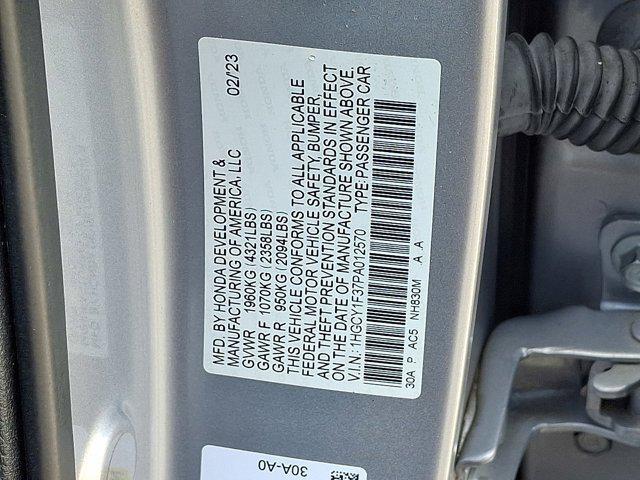 MFD. BY HONDA DEVELOPMENT & 02/'23
MANUFACTURING OF AMERICA, LLC
GVWR 1960KG (4321LBS)
GAWR F 1070KG (2358LBS)
GAWR R 950KG (2094LBS)
THIS VEHICLE CONFORMS TO ALL APPLICABLE
FEDERAL MOTOR VEHICLE SAFETY, BUMPER,
AND THEFT PREVENTION STANDARDS IN EFFECT
ON THE DATE OF MANUFACTURE SHOWN ABOVE.
V.I.N.: 1HGCY1F37PA012570 TYPE:PASSENGER CAR
30A P AC5 NH830M .A .A
30A-A0